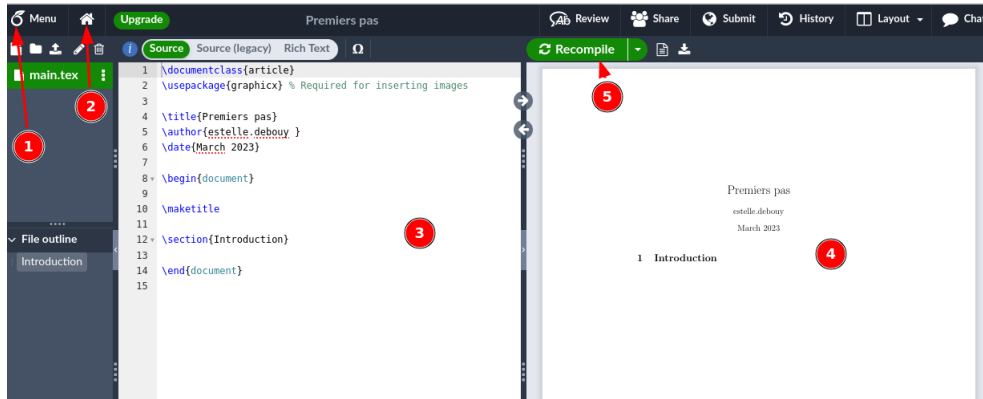 Menu Upgrade Premiers pas Review Share Submit History Layout Chat
i Source Source (legacy) Rich Text Ω Recompile
main.tex
1 \documentclass{article}
2 \usepackage{graphicx} % Required for inserting images
3
4 \title{Premiers pas}
5 \author{estelle.debouy }
6 \date{March 2023}
7
8 \begin{document}
9
10 \maketitle
11
12 \section{Introduction}
13
14 \end{document}
15
File outline
Introduction
Premiers pas
estelle.debouy
March 2023
1 Introduction
1
2
3
4
5